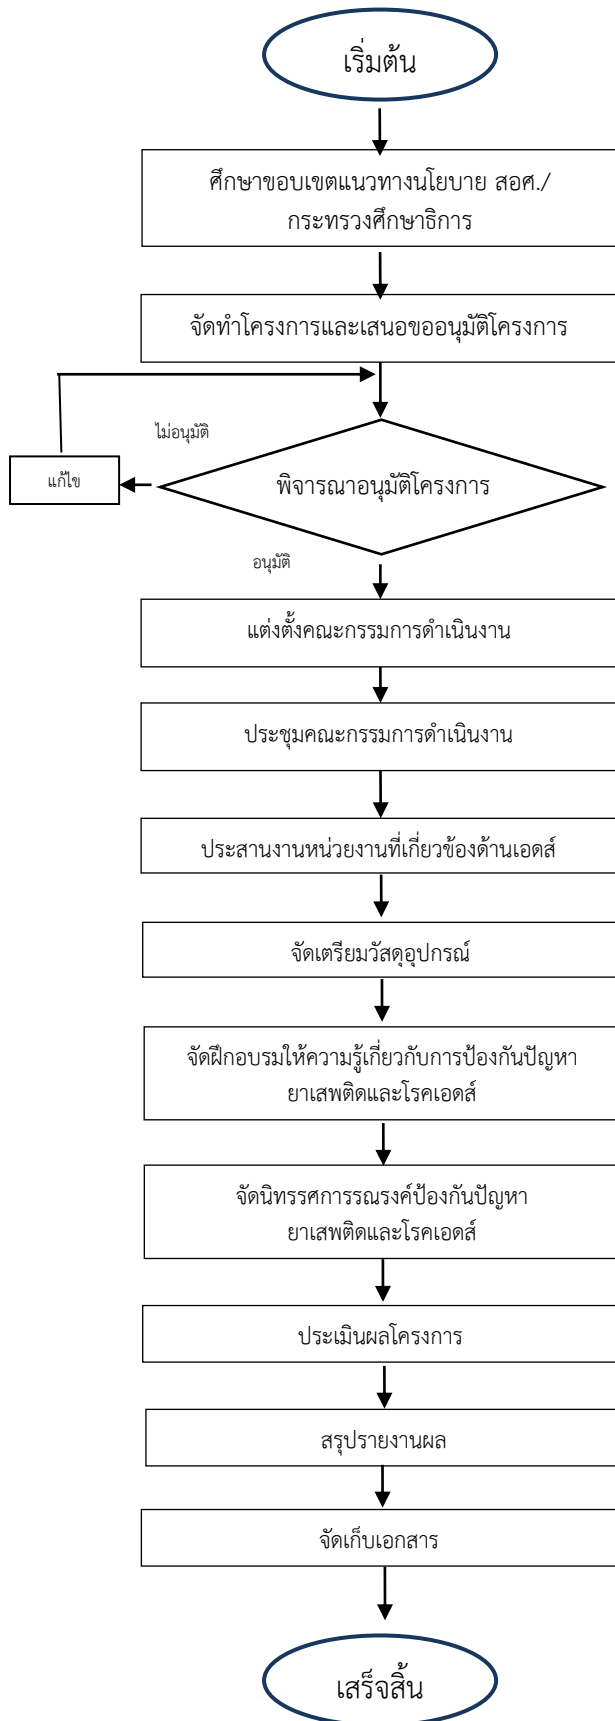 เริ่มต้น
ศึกษาขอบเขตแนวทางนโยบาย สอศ./
กระทรวงศึกษาธิการ
จัดทำโครงการและเสนอขออนุมัติโครงการ
ไม่อนุมัติ
แก้ไข
พิจารณาอนุมัติโครงการ
อนุมัติ
แต่งตั้งคณะกรรมการดำเนินงาน
ประชุมคณะกรรมการดำเนินงาน
ประสานงานหน่วยงานที่เกี่ยวข้องด้านเอดส์
จัดเตรียมวัสดุอุปกรณ์
จัดฝึกอบรมให้ความรู้เกี่ยวกับการป้องกันปัญหา
ยาเสพติดและโรคเอดส์
จัดนิทรรศการรณรงค์ป้องกันปัญหา
ยาเสพติดและโรคเอดส์
ประเมินผลโครงการ
สรุปรายงานผล
จัดเก็บเอกสาร
เสร็จสิ้น